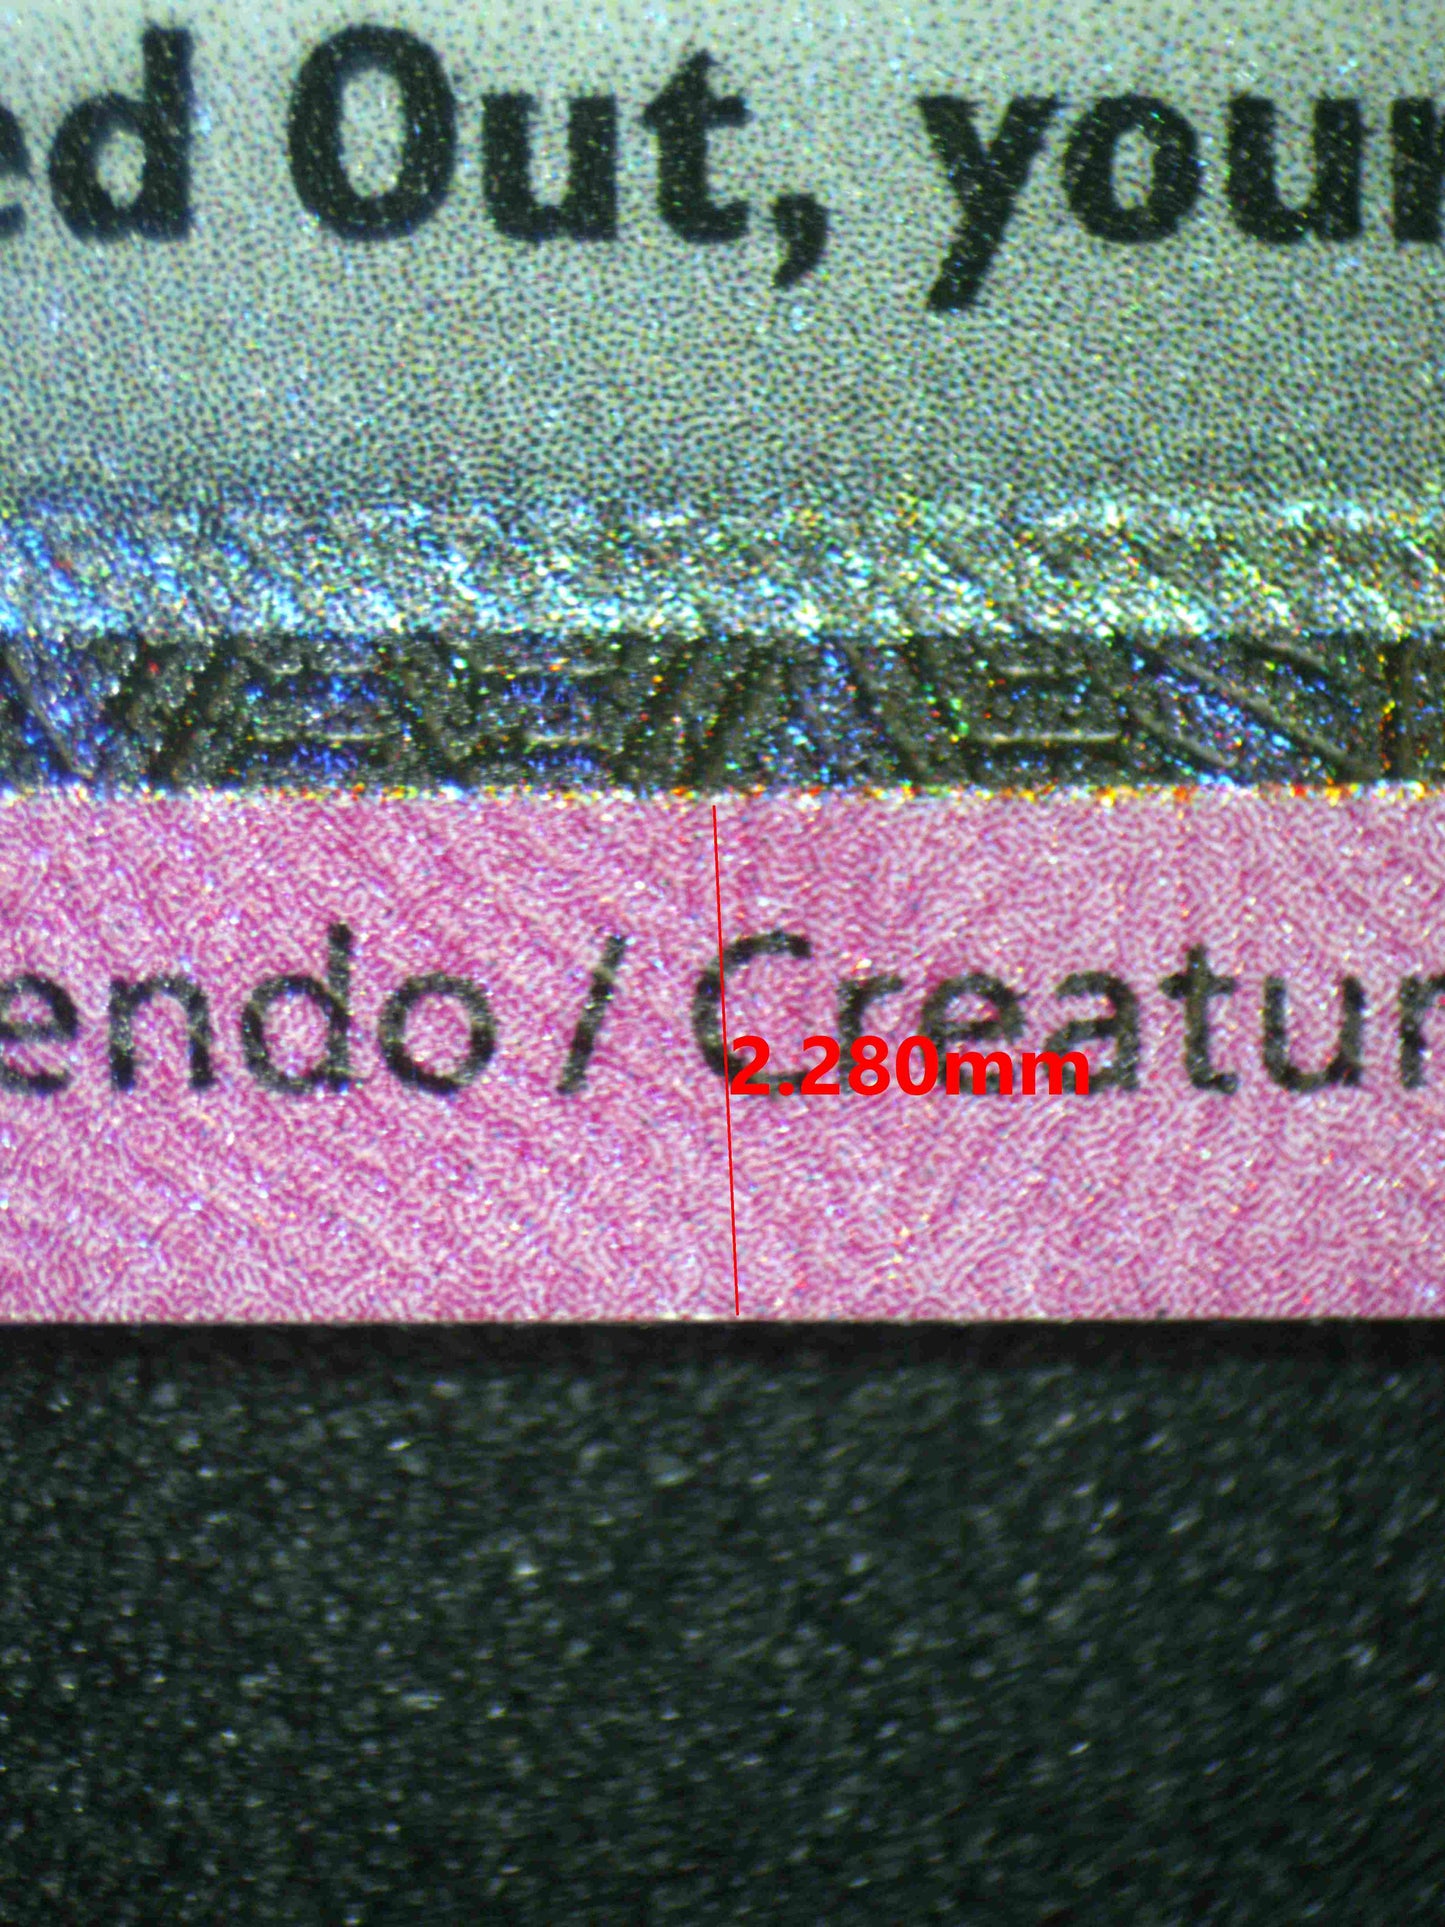 ed Out, your
endo / Creatur
2.280mm